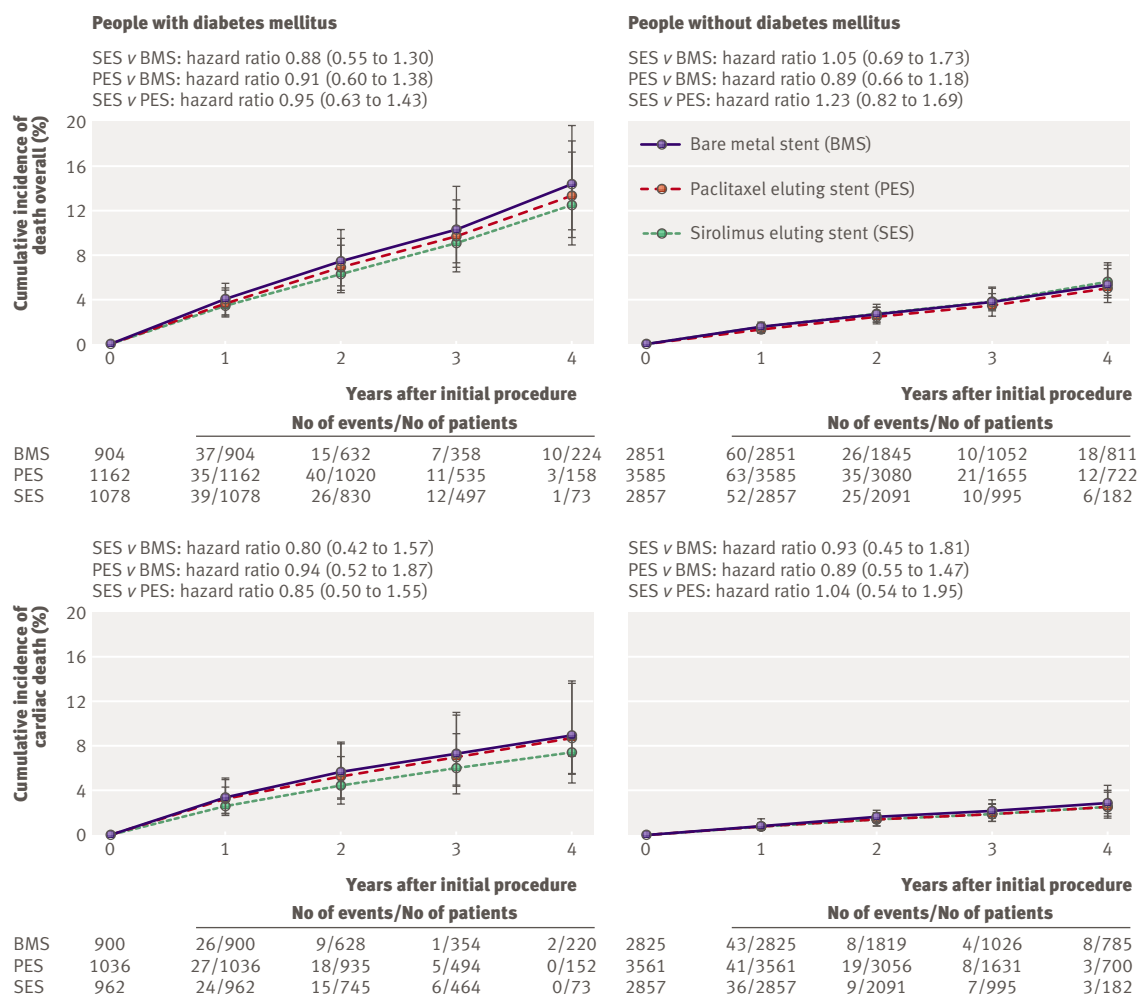 People with diabetes mellitus
People without diabetes mellitus
SES v BMS: hazard ratio 0.88 (0.55 to 1.30)
PES v BMS: hazard ratio 0.91 (0.60 to 1.38)
SES v PES: hazard ratio 0.95 (0.63 to 1.43)
SES v BMS: hazard ratio 1.05 (0.69 to 1.73)
PES v BMS: hazard ratio 0.89 (0.66 to 1.18)
SES v PES: hazard ratio 1.23 (0.82 to 1.69)
Cumulative incidence of
death overall (%)
20
16
12
8
4
0
0 1 2 3 4
Bare metal stent (BMS)
Paclitaxel eluting stent (PES)
Sirolimus eluting stent (SES)
0 1 2 3 4
Years after initial procedure
Years after initial procedure
No of events/No of patients
No of events/No of patients
BMS 904 37/904 15/632 7/358 10/224 2851 60/2851 26/1845 10/1052 18/811
PES 1162 35/1162 40/1020 11/535 3/158 3585 63/3585 35/3080 21/1655 12/722
SES 1078 39/1078 26/830 12/497 1/73 2857 52/2857 25/2091 10/995 6/182
SES v BMS: hazard ratio 0.80 (0.42 to 1.57)
PES v BMS: hazard ratio 0.94 (0.52 to 1.87)
SES v PES: hazard ratio 0.85 (0.50 to 1.55)
SES v BMS: hazard ratio 0.93 (0.45 to 1.81)
PES v BMS: hazard ratio 0.89 (0.55 to 1.47)
SES v PES: hazard ratio 1.04 (0.54 to 1.95)
Cumulative incidence of
cardiac death (%)
20
16
12
8
4
0
0 1 2 3 4
0 1 2 3 4
Years after initial procedure
Years after initial procedure
No of events/No of patients
No of events/No of patients
BMS 900 26/900 9/628 1/354 2/220 2825 43/2825 8/1819 4/1026 8/785
PES 1036 27/1036 18/935 5/494 0/152 3561 41/3561 19/3056 8/1631 3/700
SES 962 24/962 15/745 6/464 0/73 2857 36/2857 9/2091 7/995 3/182